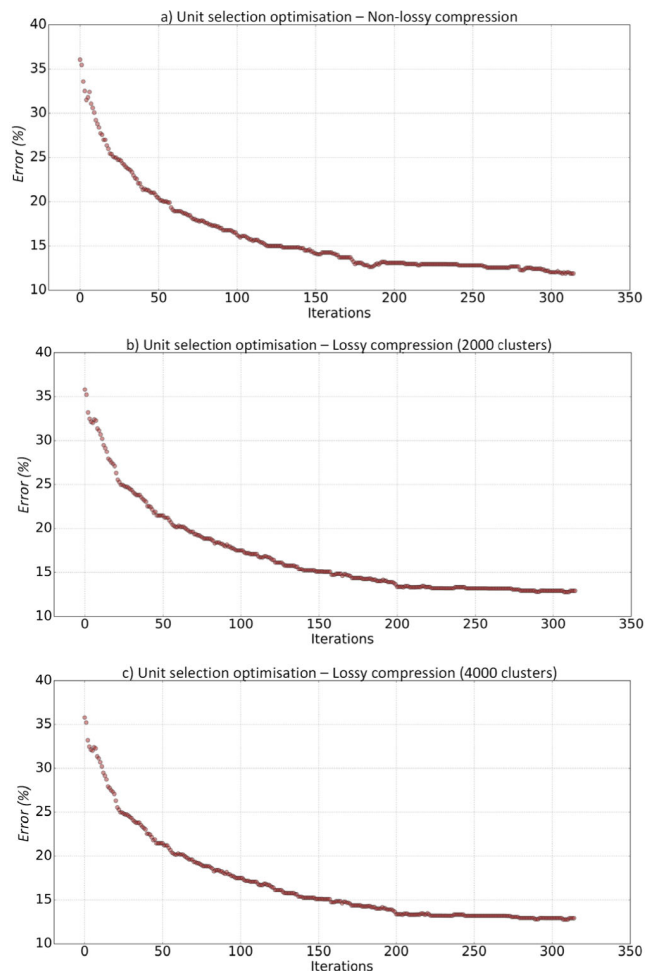 a) Unit selection optimisation – Non-lossy compression
40
35
30
25
20
15
10
Error (%)
0 50 100 150 200 250 300 350
Iterations
b) Unit selection optimisation – Lossy compression (2000 clusters)
40
35
30
25
20
15
10
Error (%)
0 50 100 150 200 250 300 350
Iterations
c) Unit selection optimisation – Lossy compression (4000 clusters)
40
35
30
25
20
15
10
Error (%)
0 50 100 150 200 250 300 350
Iterations